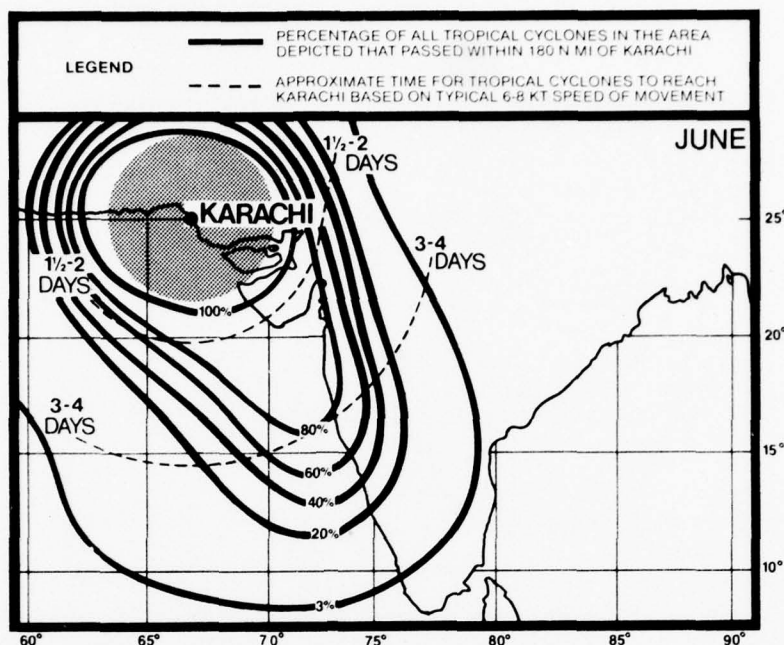 LEGEND
PERCENTAGE OF ALL TROPICAL CYCLONES IN THE AREA
DEPICTED THAT PASSED WITHIN 180 N MI OF KARACHI
APPROXIMATE TIME FOR TROPICAL CYCLONES TO REACH
KARACHI BASED ON TYPICAL 6-8 KT SPEED OF MOVEMENT
JUNE
1½-2
DAYS
KARACHI
25°
3-4
DAYS
1½-2
DAYS
100%
20°
3-4
DAYS
80%
15°
60%
40%
20%
10°
3%
60°
65°
70°
75°
80°
85°
90°